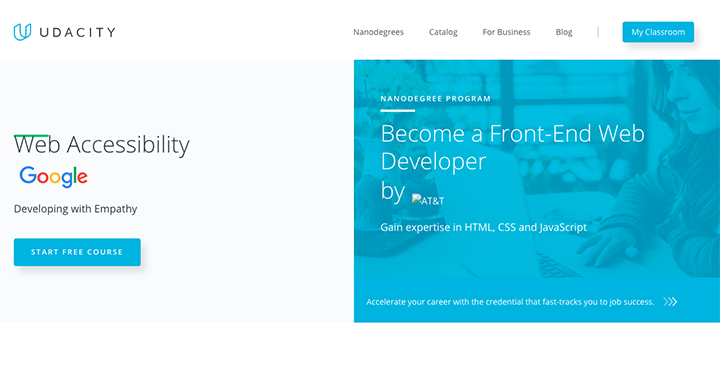 UDACITY
Nanodegrees
Catalog
For Business
Blog
My Classroom
Web Accessibility
Google
Developing with Empathy
START FREE COURSE
NANODEGREE PROGRAM
Become a Front-End Web
Developer
by AT&T
Gain expertise in HTML, CSS and JavaScript
Accelerate your career with the credential that fast-tracks you to job success.